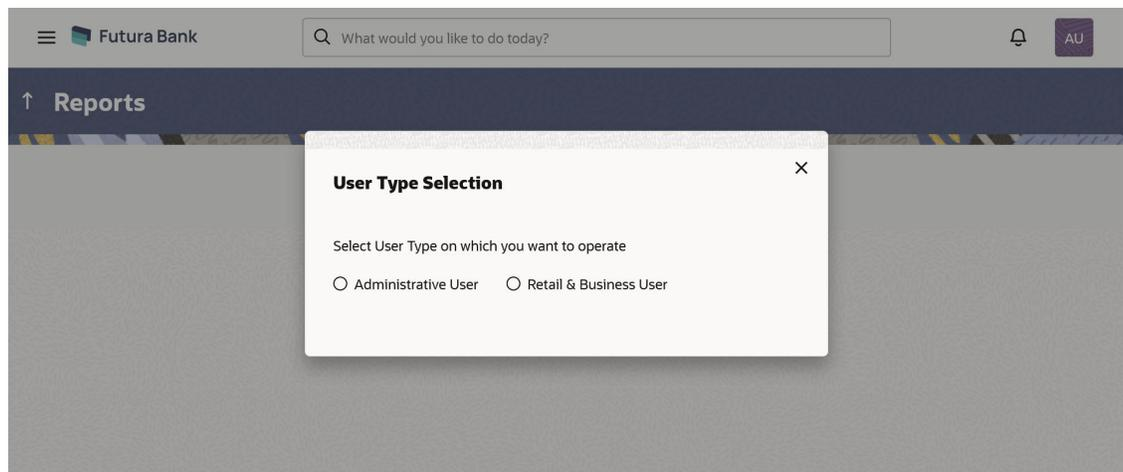 Futura Bank
What would you like to do today?
AU
Reports
User Type Selection
Select User Type on which you want to operate
Administrative User
Retail & Business User